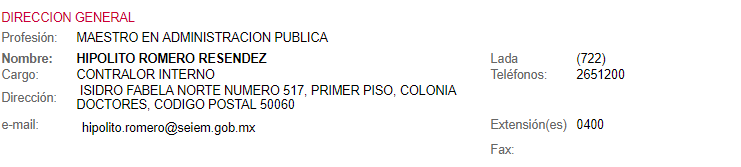 DIRECCION GENERAL
Profesión: MAESTRO EN ADMINISTRACION PUBLICA
Nombre: HIPOLITO ROMERO RESENDEZ Lada (722)
Cargo: CONTRALOR INTERNO Teléfonos: 2651200
Dirección: ISIDRO FABELA NORTE NUMERO 517, PRIMER PISO, COLONIA
DOCTORES, CODIGO POSTAL 50060
e-mail: hipolito.romero@seiem.gob.mx Extensión(es) 0400
Fax: